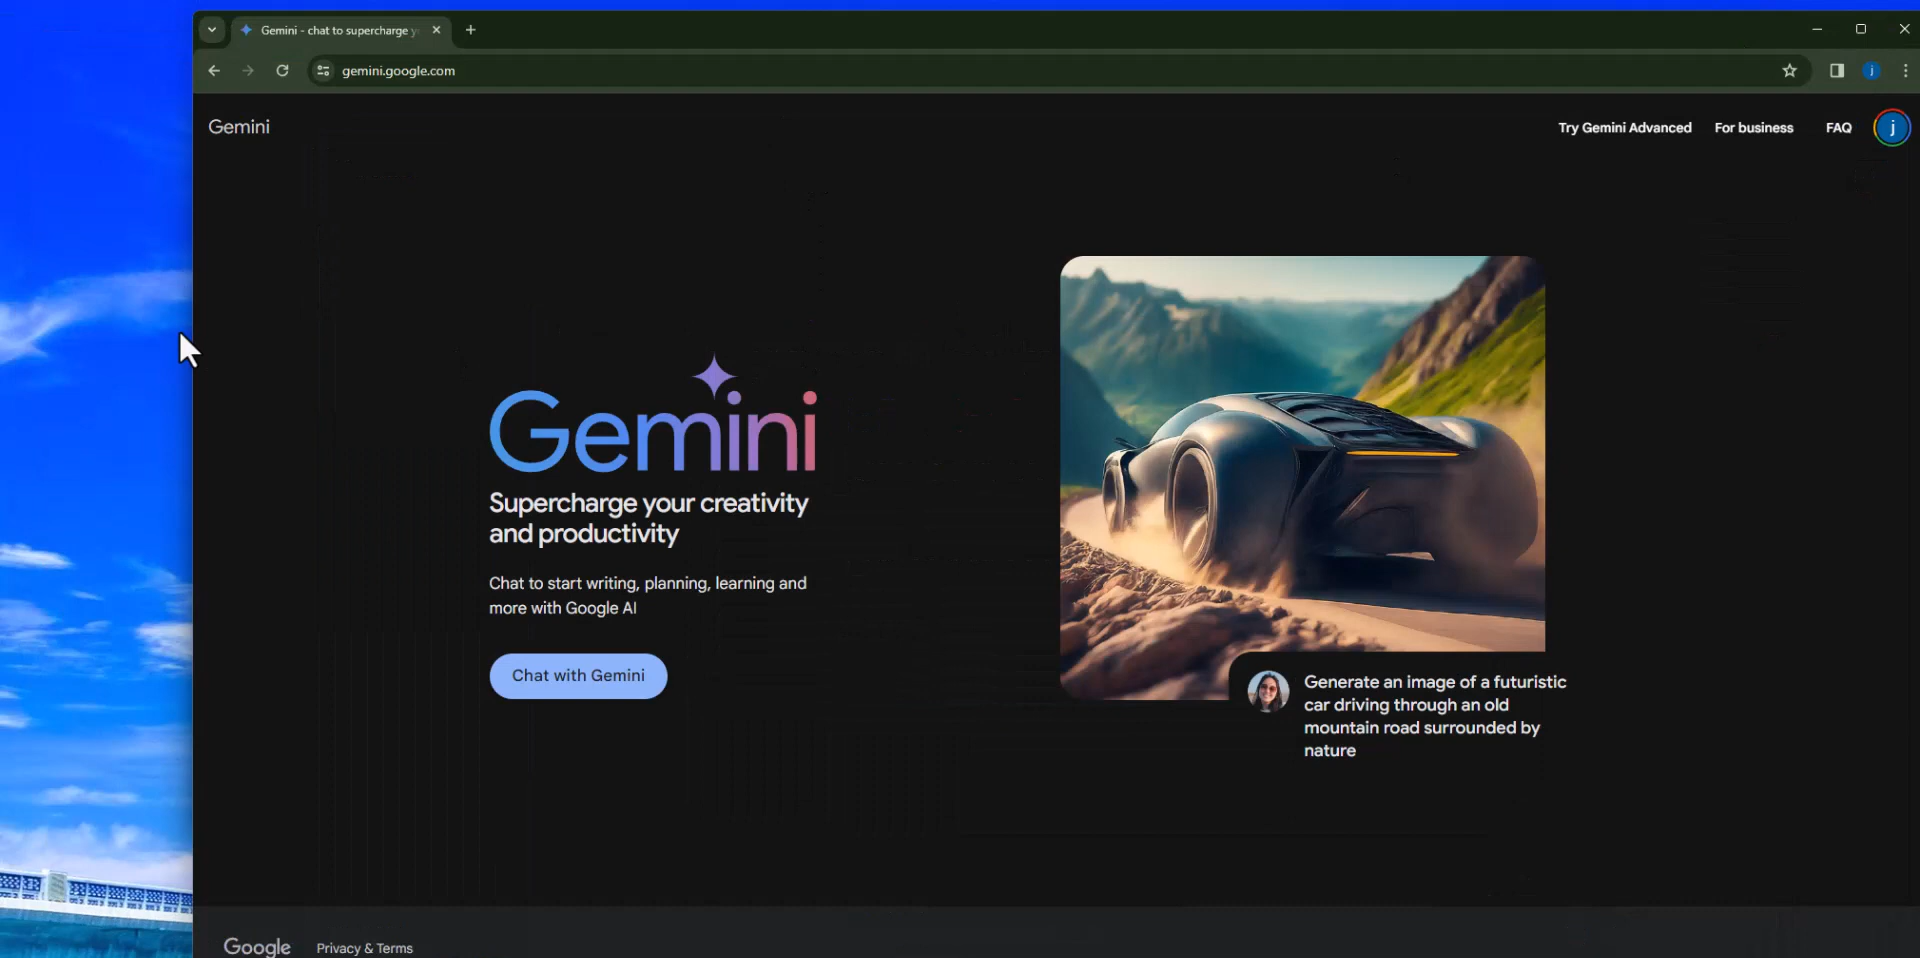 Gemini - chat to supercharge y
gemini.google.com
j
Gemini
Try Gemini Advanced
For business
FAQ
j
Gemini
Supercharge your creativity
and productivity
Chat to start writing, planning, learning and
more with Google AI
Chat with Gemini
Generate an image of a futuristic
car driving through an old
mountain road surrounded by
nature
Google
Privacy & Terms